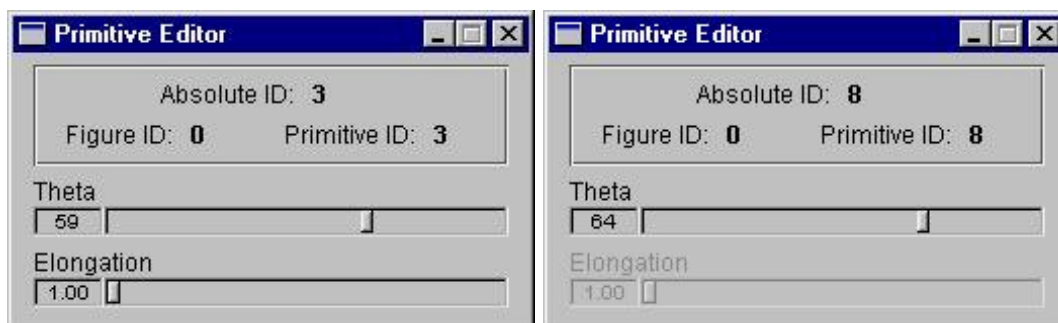 Primitive Editor
Absolute ID: 3
Figure ID: 0 Primitive ID: 3
Theta
59
Elongation
1.00
Primitive Editor
Absolute ID: 8
Figure ID: 0 Primitive ID: 8
Theta
64
Elongation
1.00